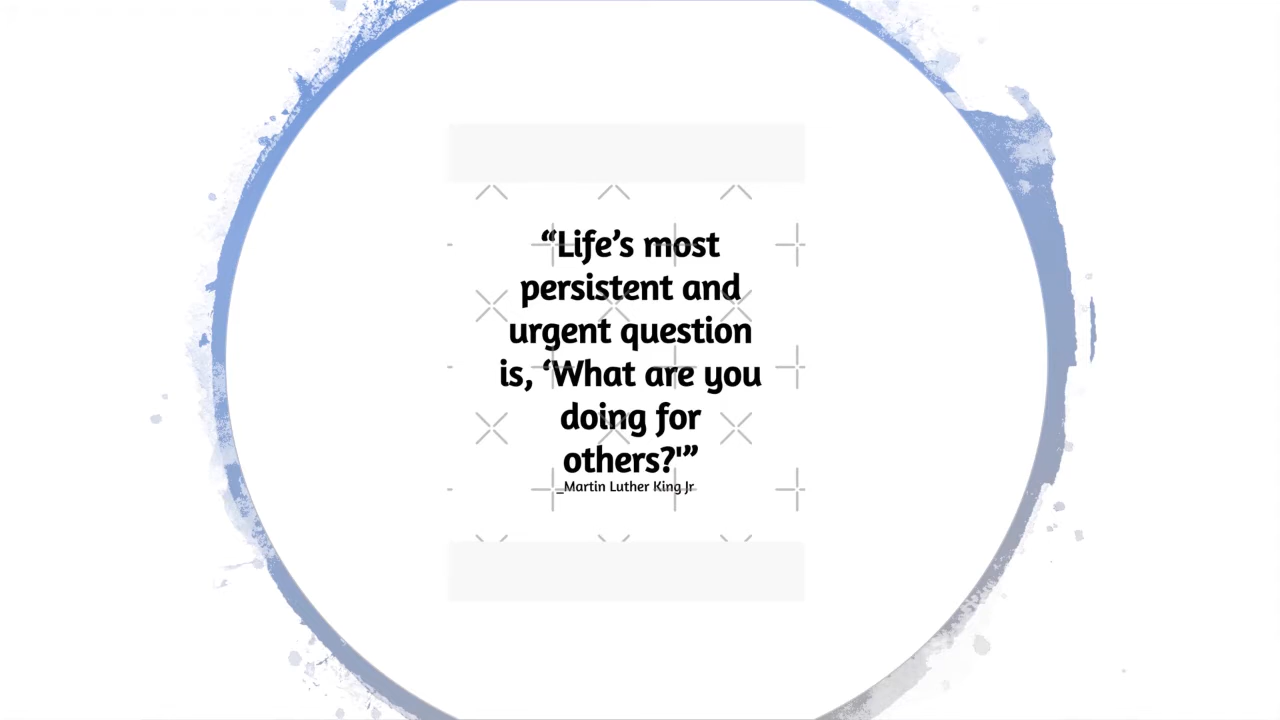 “Life’s most
persistent and
urgent question
is, ‘What are you
doing for
others?'”
_Martin Luther King Jr